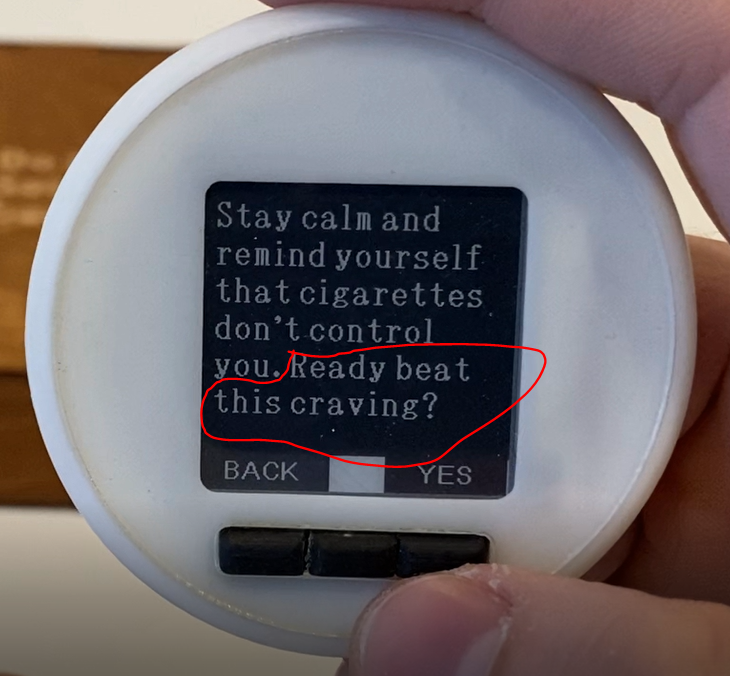 Stay calm and
remind yourself
that cigarettes
don't control
you. Ready beat
this craving?
BACK YES